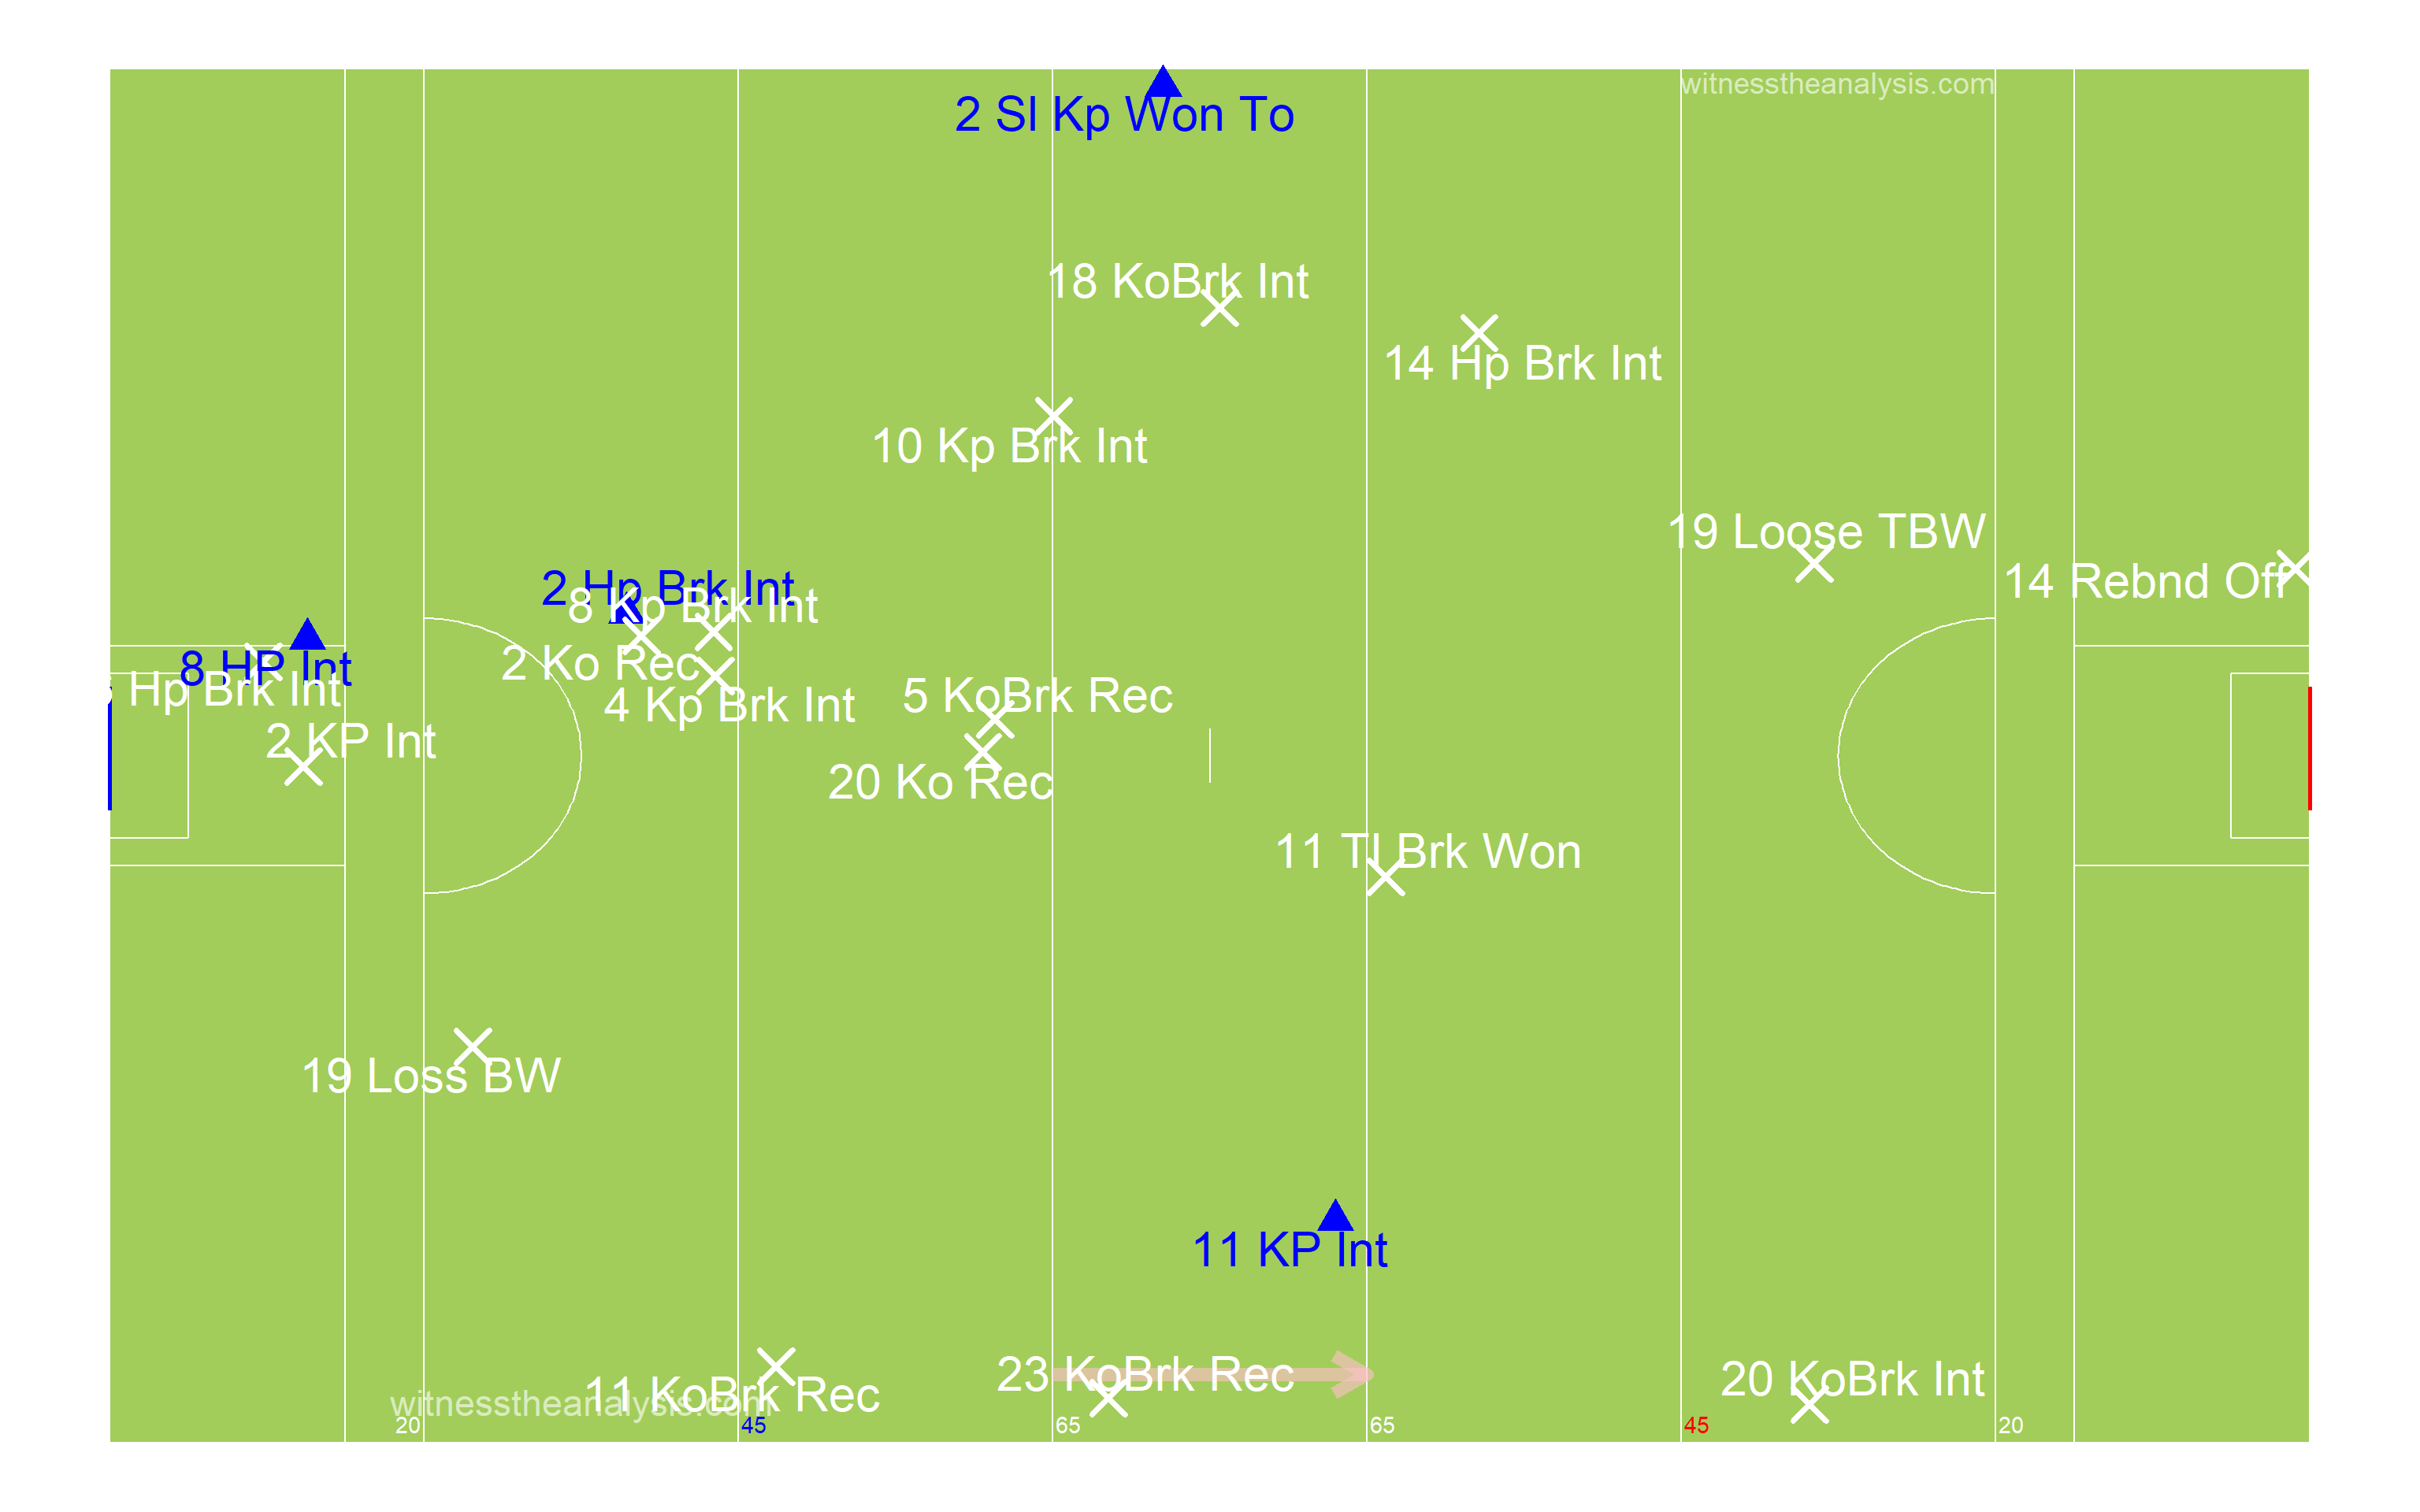 witnesstheanalysis.com
2 Sl Kp Won To
18 KoBrk Int
14 Hp Brk Int
10 Kp Brk Int
19 Loose TBW
14 Rebnd Off
2 Hp Brk Int
8 Kp Brk Int
2 Ko Rec
8 HP Int
Hp Brk Int
4 Kp Brk Int
5 KoBrk Rec
2 KP Int
20 Ko Rec
11 Tl Brk Won
19 Loss BW
11 KP Int
23 KoBrk Rec
20 KoBrk Int
11 KoBrk Rec
witnesstheanalysis.com
20
45
65
65
45
20